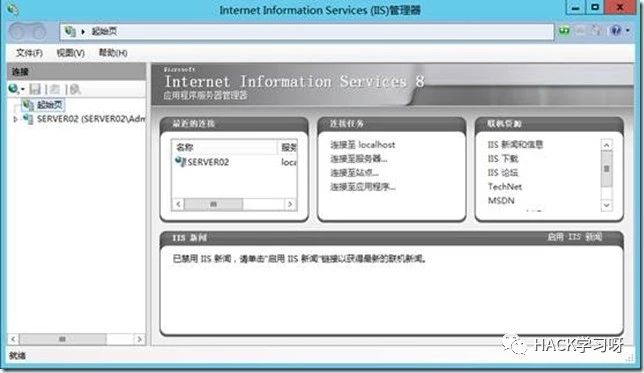 Internet Information Services (IIS)管理器
起始页
文件(F) 视图(V) 帮助(H)
连接
起始页
SERVER02 (SERVER02\Adm
Microsoft
Internet Information Services 8
应用程序服务器管理器
最近的连接
名称 服务
SERVER02 loca
连接任务
连接至 localhost
连接至服务器...
连接至站点...
连接至应用程序...
联机资源
IIS 新闻和信息
IIS 下载
IIS 论坛
TechNet
MSDN
IIS 新闻 启用 IIS 新闻
已禁用 IIS 新闻，请单击“启用 IIS 新闻”链接以获得最新的联机新闻。
就绪
HACK学习呀